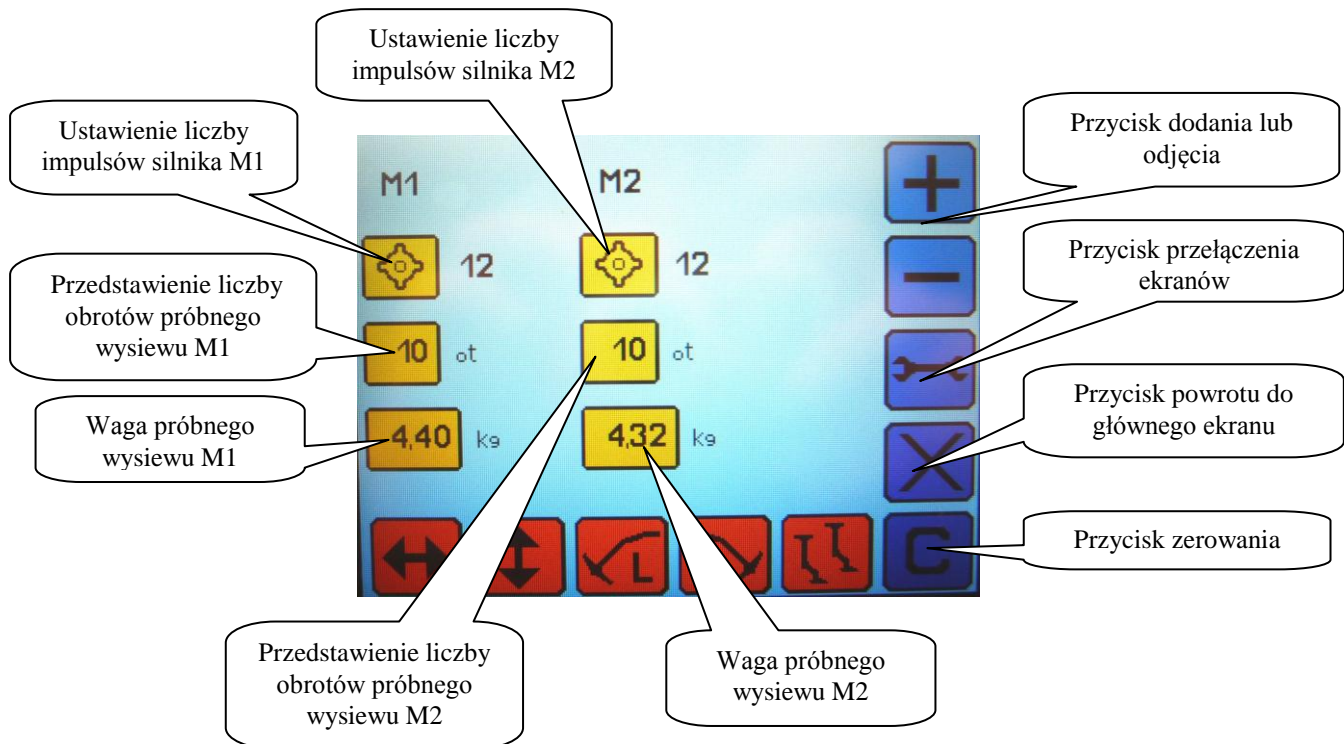 Ustawienie liczby
impulsów silnika M2
Ustawienie liczby
impulsów silnika M1
Przycisk dodania lub
odjęcia
M1
M2
12
12
Przycisk przełączenia
ekranów
Przedstawienie liczby
obrotów próbnego
wysiewu M1
10 ot
10 ot
Przycisk powrotu do
głównego ekranu
Waga próbnego
wysiewu M1
4,40 kg
4,32 kg
Przycisk zerowania
L
C
Przedstawienie liczby
obrotów próbnego
wysiewu M2
Waga próbnego
wysiewu M2